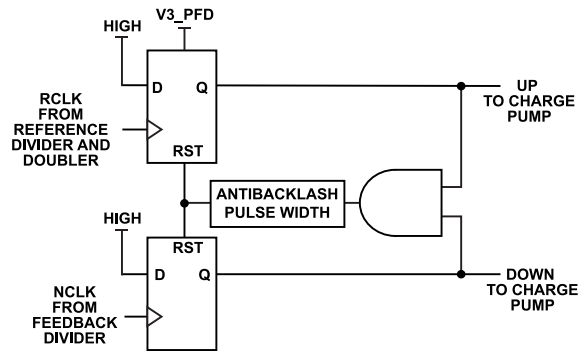 V3_PFD
HIGH
D
Q
UP
TO CHARGE
PUMP
RCLK
FROM
REFERENCE
DIVIDER AND
DOUBLER
RST
ANTIBACKLASH
PULSE WIDTH
HIGH
RST
D
Q
DOWN
TO CHARGE
PUMP
NCLK
FROM
FEEDBACK
DIVIDER